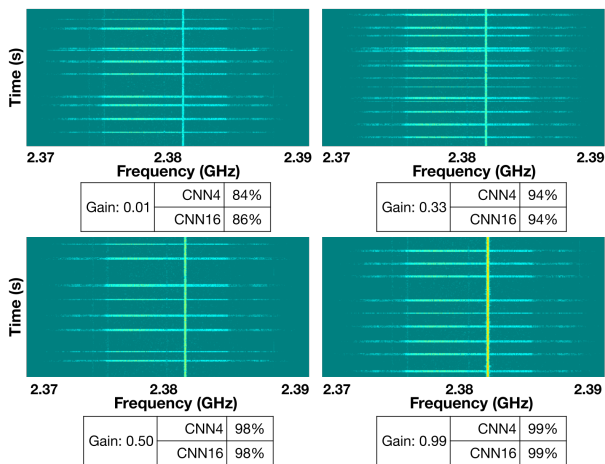 Time (s)
2.37 2.38 2.39 2.37 2.38 2.39
Frequency (GHz) Frequency (GHz)
Gain: 0.01 CNN4 84% Gain: 0.33 CNN4 94%
CNN16 86% CNN16 94%
Time (s)
2.37 2.38 2.39 2.37 2.38 2.39
Frequency (GHz) Frequency (GHz)
Gain: 0.50 CNN4 98% Gain: 0.99 CNN4 99%
CNN16 98% CNN16 99%